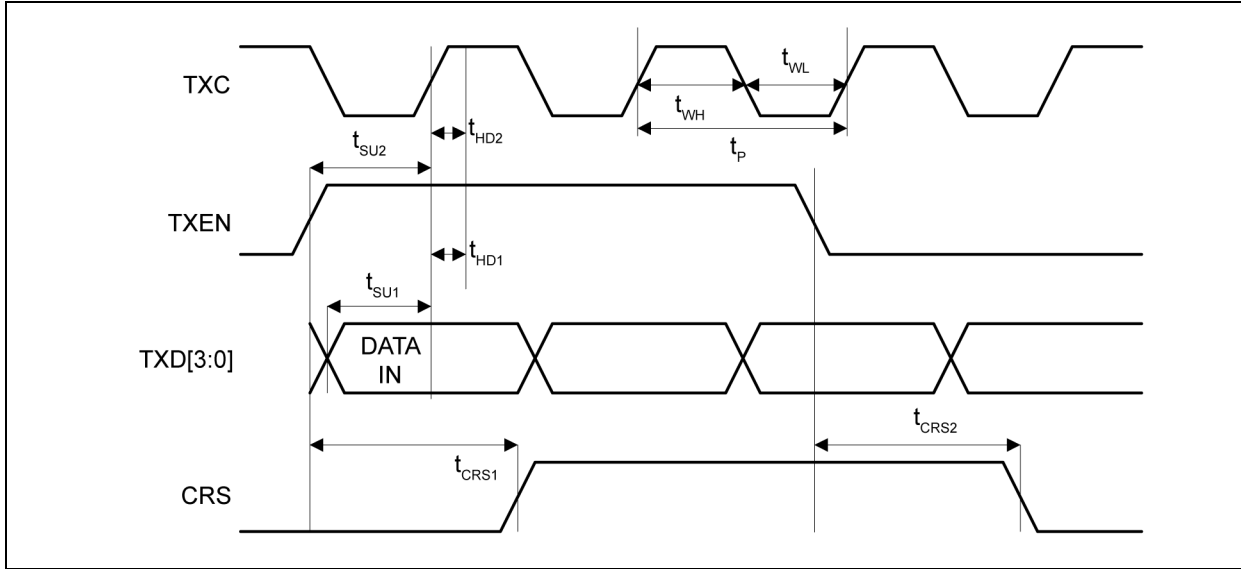 TXC
t_WL
t_WH
t_P
t_HD2
t_SU2
TXEN
t_HD1
t_SU1
TXD[3:0]
DATA
IN
t_CRS2
t_CRS1
CRS